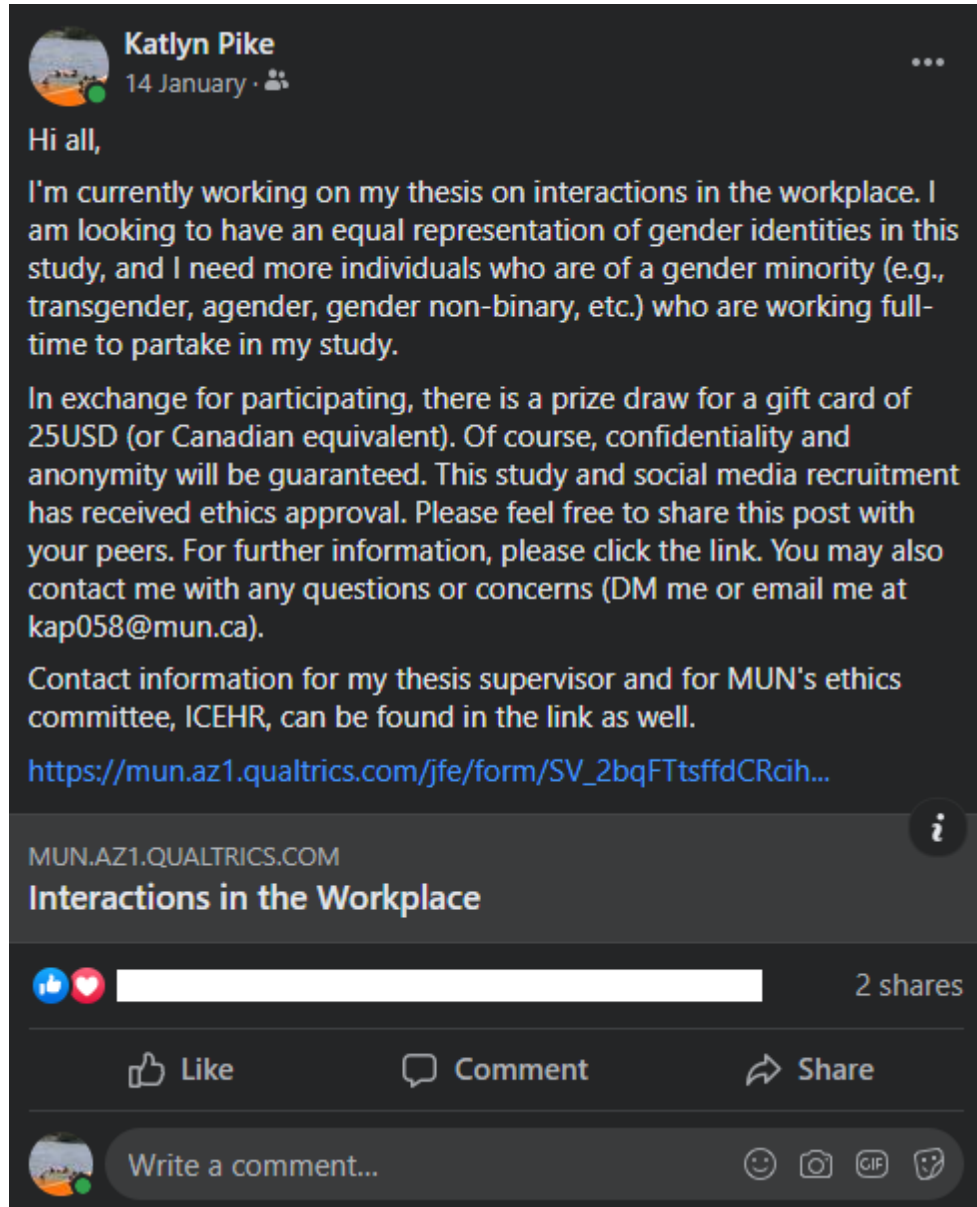 Katlyn Pike
14 January ·
Hi all,
I'm currently working on my thesis on interactions in the workplace. I
am looking to have an equal representation of gender identities in this
study, and I need more individuals who are of a gender minority (e.g.,
transgender, agender, gender non-binary, etc.) who are working full-
time to partake in my study.
In exchange for participating, there is a prize draw for a gift card of
25USD (or Canadian equivalent). Of course, confidentiality and
anonymity will be guaranteed. This study and social media recruitment
has received ethics approval. Please feel free to share this post with
your peers. For further information, please click the link. You may also
contact me with any questions or concerns (DM me or email me at
kap058@mun.ca).
Contact information for my thesis supervisor and for MUN's ethics
committee, ICEHR, can be found in the link as well.
https://mun.az1.qualtrics.com/jfe/form/SV_2bqFTtsffdCRcih...
i
MUN.AZ1.QUALTRICS.COM
Interactions in the Workplace
2 shares
Like Comment Share
Write a comment... GIF